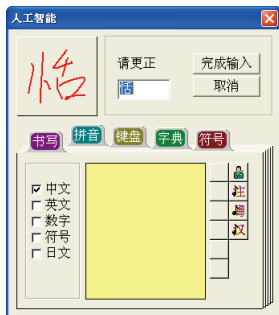 人工智能
恬
请更正
恬
完成输入
取消
书写
拼音
键盘
字典
符号
中文
英文
数字
符号
日文
注
粤
汉